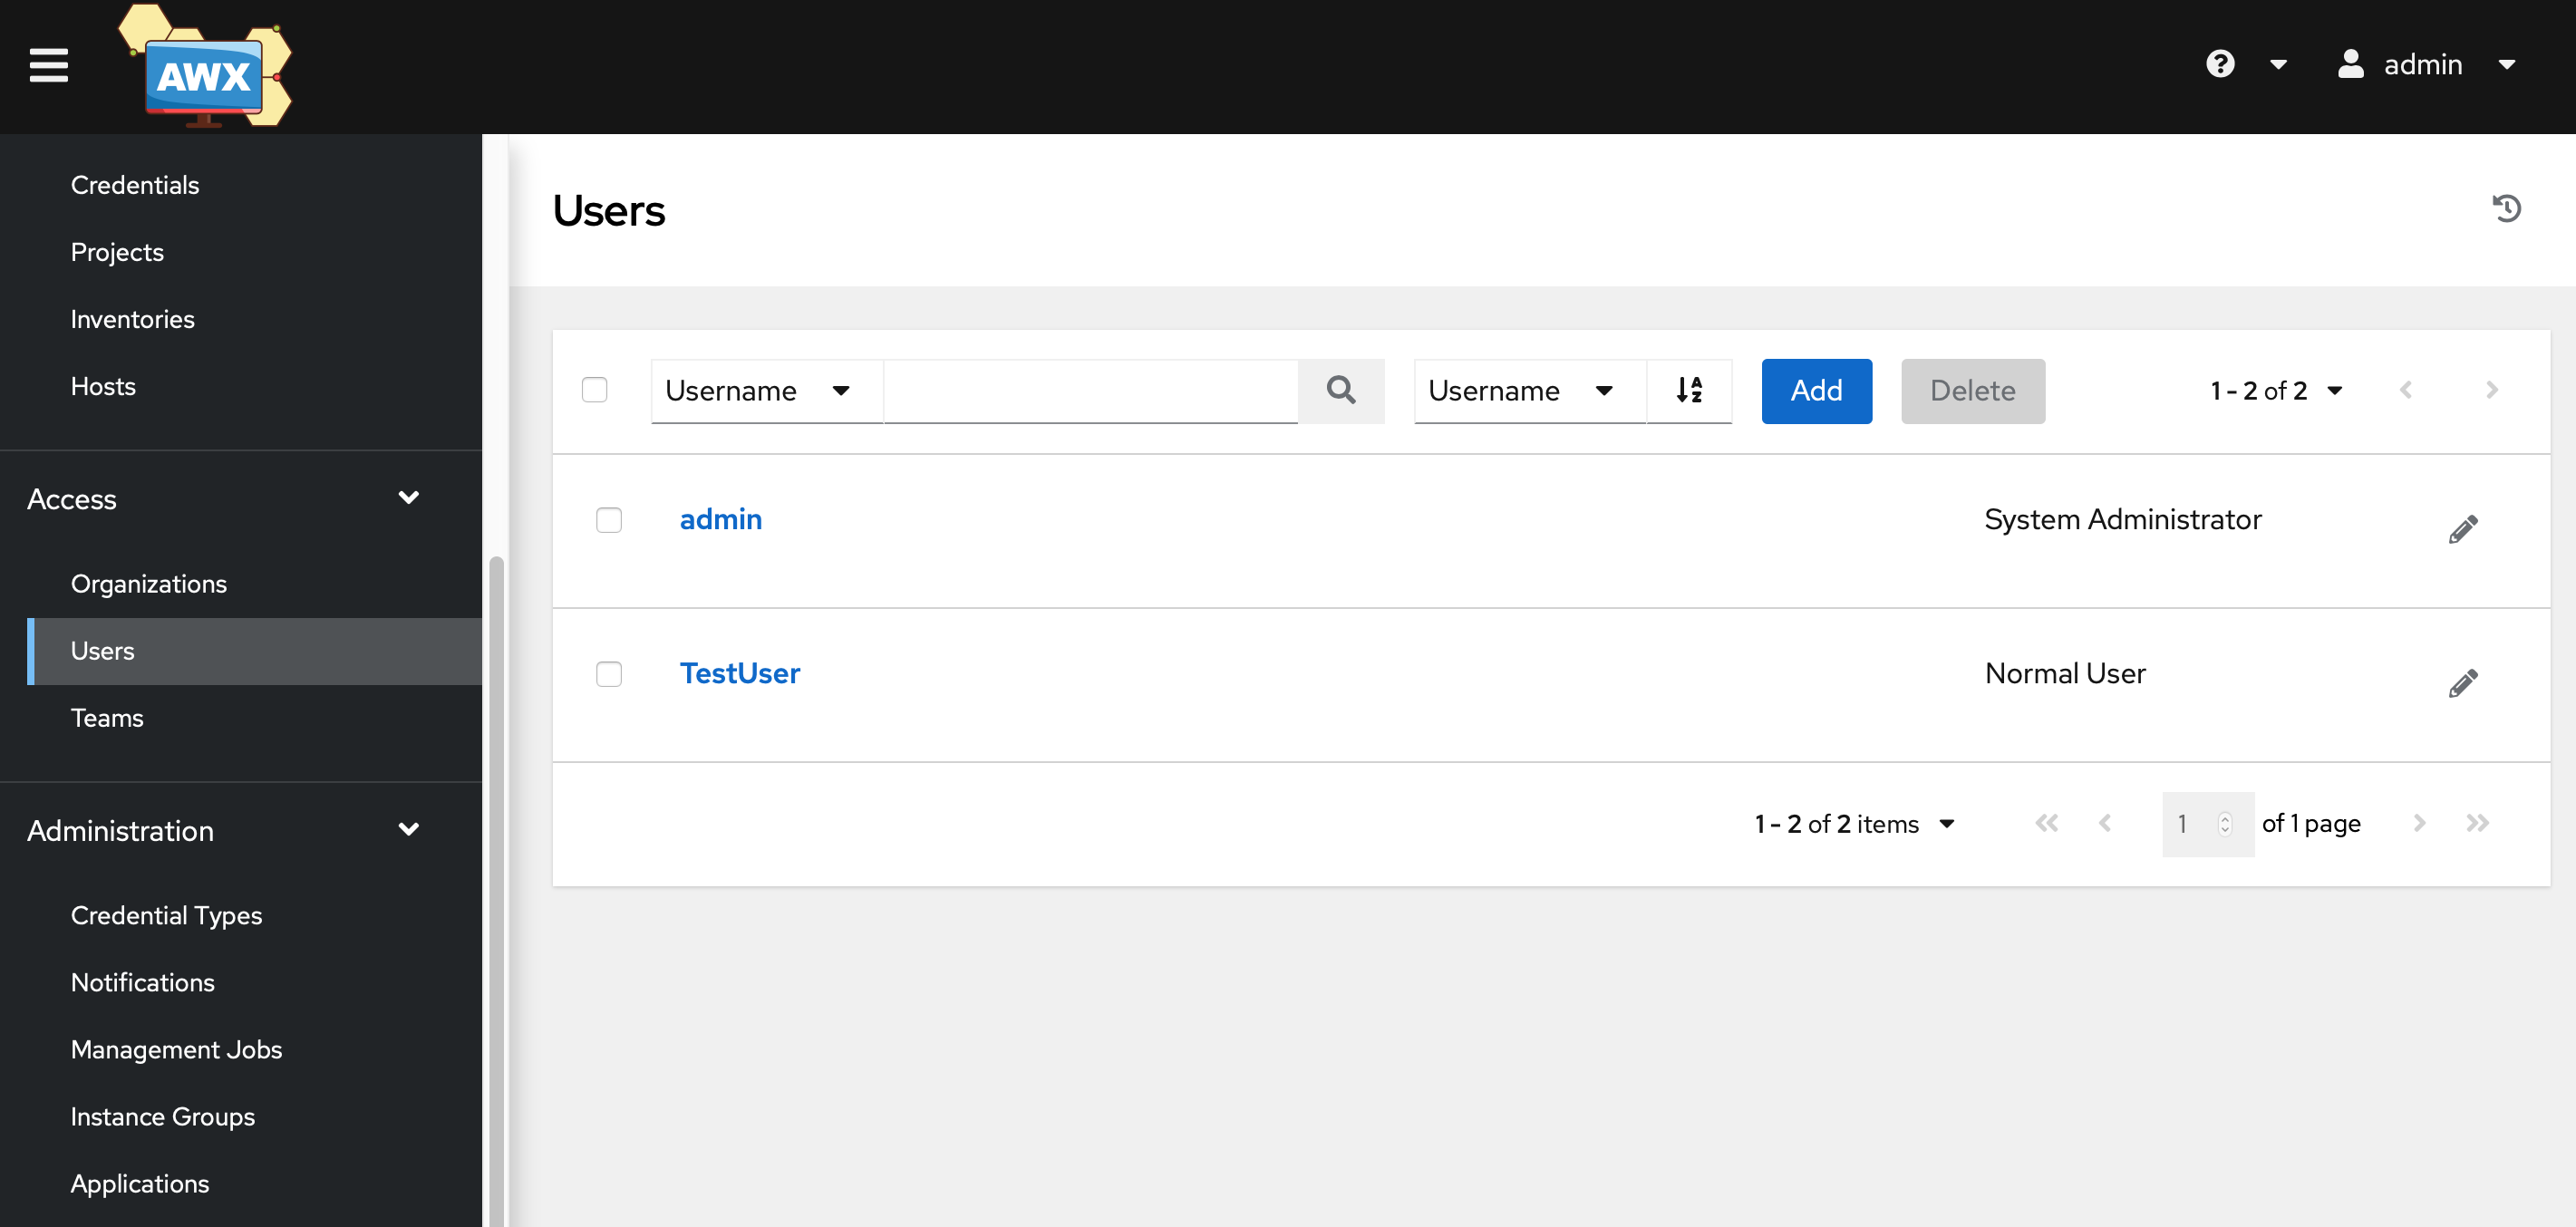 AWX
admin
Credentials
Projects
Inventories
Hosts
Access
Organizations
Users
Teams
Administration
Credential Types
Notifications
Management Jobs
Instance Groups
Applications
Users
Username
Username
Add
Delete
1 - 2 of 2
admin
System Administrator
TestUser
Normal User
1 - 2 of 2 items
1
of 1 page